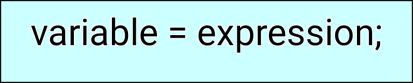 variable = expression;